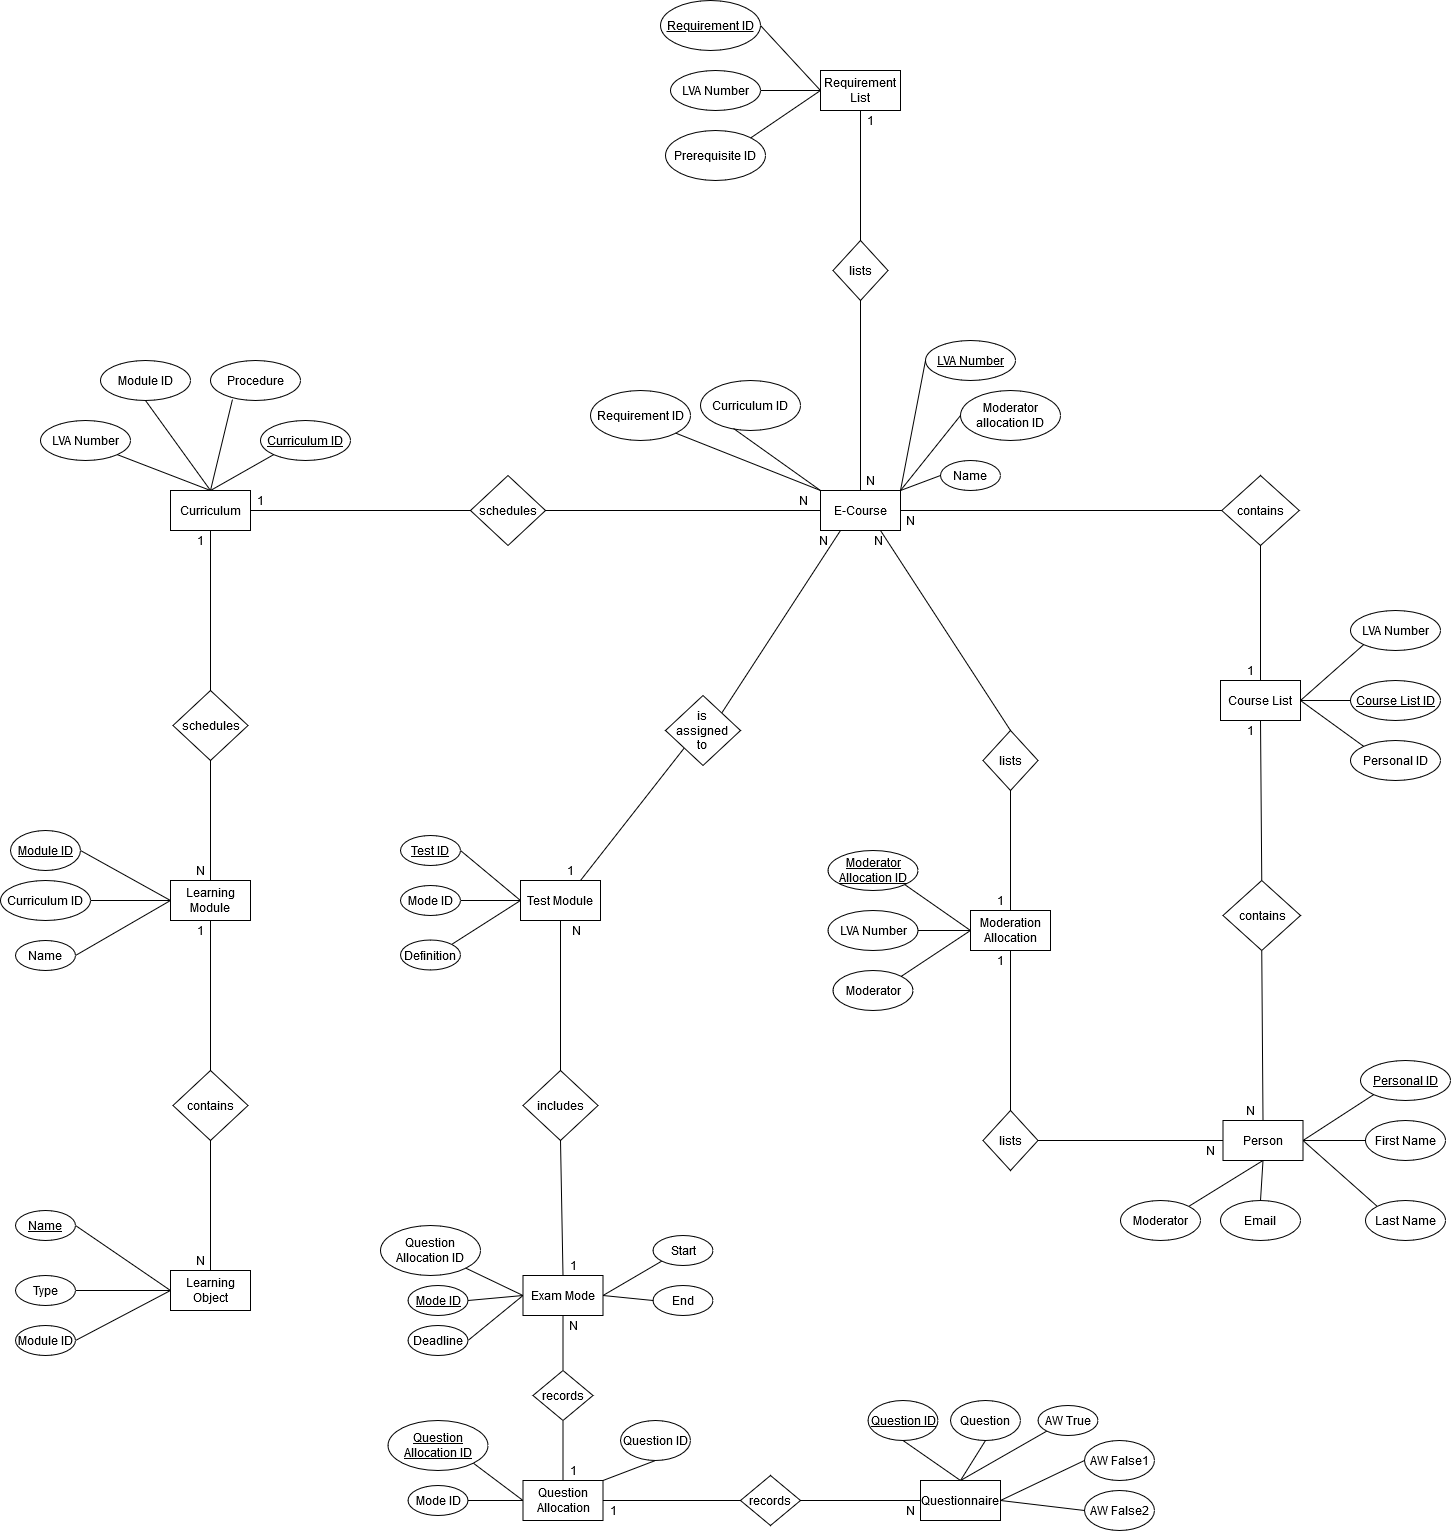 Requirement ID
LVA Number
Prerequisite ID
Requirement
List
1
lists
N
Module ID
Procedure
LVA Number
Curriculum ID
Curriculum
1
1
schedules
N
Requirement ID
Curriculum ID
LVA Number
Moderator
allocation ID
Name
E-Course
N
N
N
contains
LVA Number
Course List ID
Personal ID
1
Course List
1
schedules
is
assigned
to
lists
Module ID
Curriculum ID
Name
N
Learning
Module
1
Test ID
Mode ID
Definition
1
Test Module
N
Moderator
Allocation ID
LVA Number
Moderator
1
Moderation
Allocation
1
contains
contains
includes
lists
N
N
Person
Personal ID
First Name
Last Name
Moderator
Email
Name
Type
Module ID
N
Learning
Object
Question
Allocation ID
Mode ID
Deadline
1
Exam Mode
N
Start
End
records
Question
Allocation ID
Mode ID
1
Question ID
Question
Allocation
1
records
N
Question ID
Question
AW True
AW False1
AW False2
Questionnaire